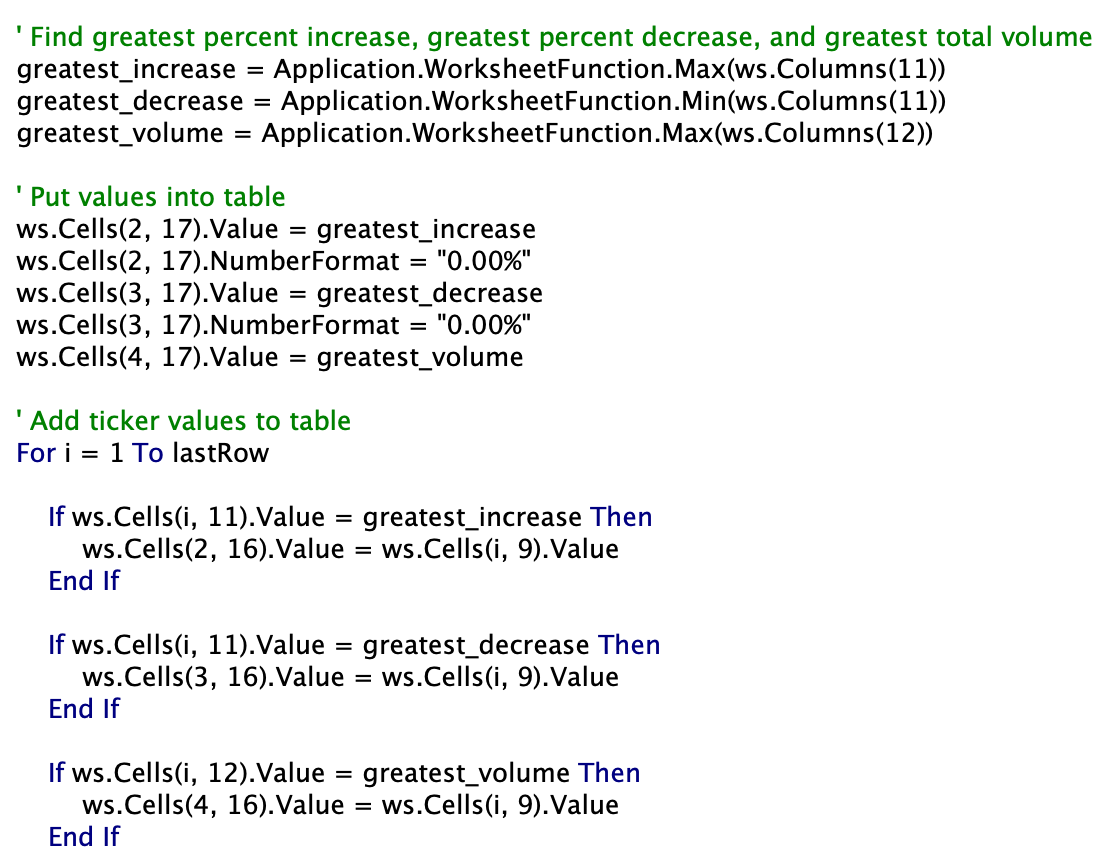 ' Find greatest percent increase, greatest percent decrease, and greatest total volume
greatest_increase = Application.WorksheetFunction.Max(ws.Columns(11))
greatest_decrease = Application.WorksheetFunction.Min(ws.Columns(11))
greatest_volume = Application.WorksheetFunction.Max(ws.Columns(12))

' Put values into table
ws.Cells(2, 17).Value = greatest_increase
ws.Cells(2, 17).NumberFormat = "0.00%"
ws.Cells(3, 17).Value = greatest_decrease
ws.Cells(3, 17).NumberFormat = "0.00%"
ws.Cells(4, 17).Value = greatest_volume

' Add ticker values to table
For i = 1 To lastRow

    If ws.Cells(i, 11).Value = greatest_increase Then
        ws.Cells(2, 16).Value = ws.Cells(i, 9).Value
    End If

    If ws.Cells(i, 11).Value = greatest_decrease Then
        ws.Cells(3, 16).Value = ws.Cells(i, 9).Value
    End If

    If ws.Cells(i, 12).Value = greatest_volume Then
        ws.Cells(4, 16).Value = ws.Cells(i, 9).Value
    End If